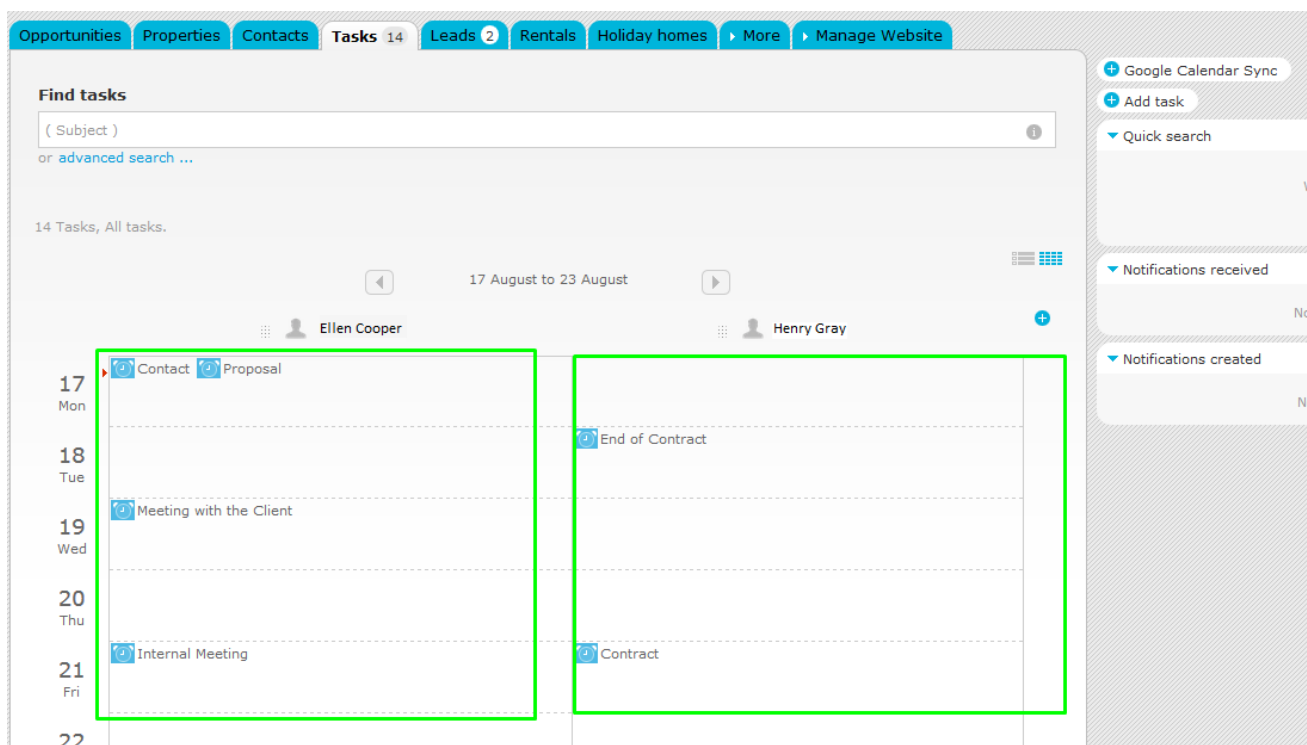 Opportunities Properties Contacts Tasks 14 Leads 2 Rentals Holiday homes More Manage Website
Google Calendar Sync
Add task
Quick search
Notifications received
No
Notifications created
N
Find tasks
( Subject )
or advanced search ...
14 Tasks, All tasks.
17 August to 23 August
Ellen Cooper Henry Gray
17 Mon Contact Proposal
18 Tue End of Contract
19 Wed Meeting with the Client
20 Thu
21 Fri Internal Meeting Contract
22